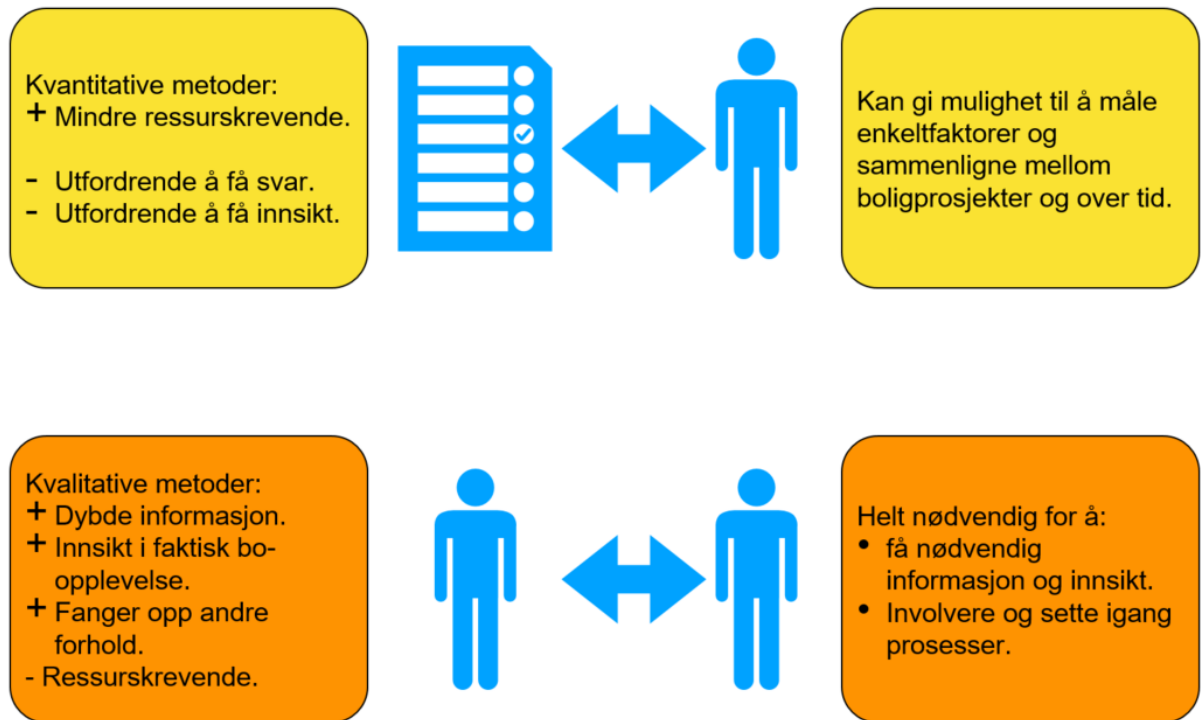 Kvantitative metoder:
+ Mindre ressurskrevende.
- Utfordrende å få svar.
- Utfordrende å få innsikt.
Kan gi mulighet til å måle
enkeltfaktorer og
sammenligne mellom
boligprosjekter og over tid.
Kvalitative metoder:
+ Dybde informasjon.
+ Innsikt i faktisk bo-
opplevelse.
+ Fanger opp andre
forhold.
- Ressurskrevende.
Helt nødvendig for å:
• få nødvendig
informasjon og innsikt.
• Involvere og sette igang
prosesser.